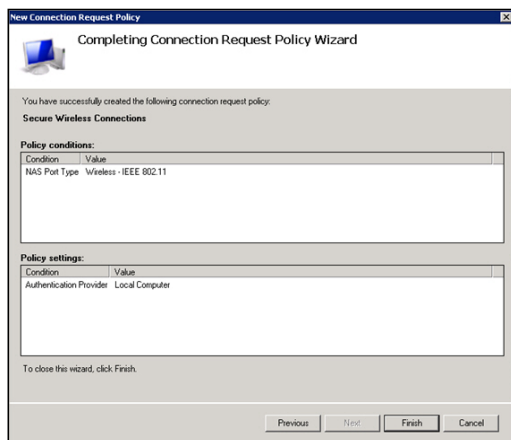 New Connection Request Policy
Completing Connection Request Policy Wizard
You have successfully created the following connection request policy:
Secure Wireless Connections
Policy conditions:
Condition Value
NAS Port Type Wireless - IEEE 802.11
Policy settings:
Condition Value
Authentication Provider Local Computer
To close this wizard, click Finish.
Previous Next Finish Cancel